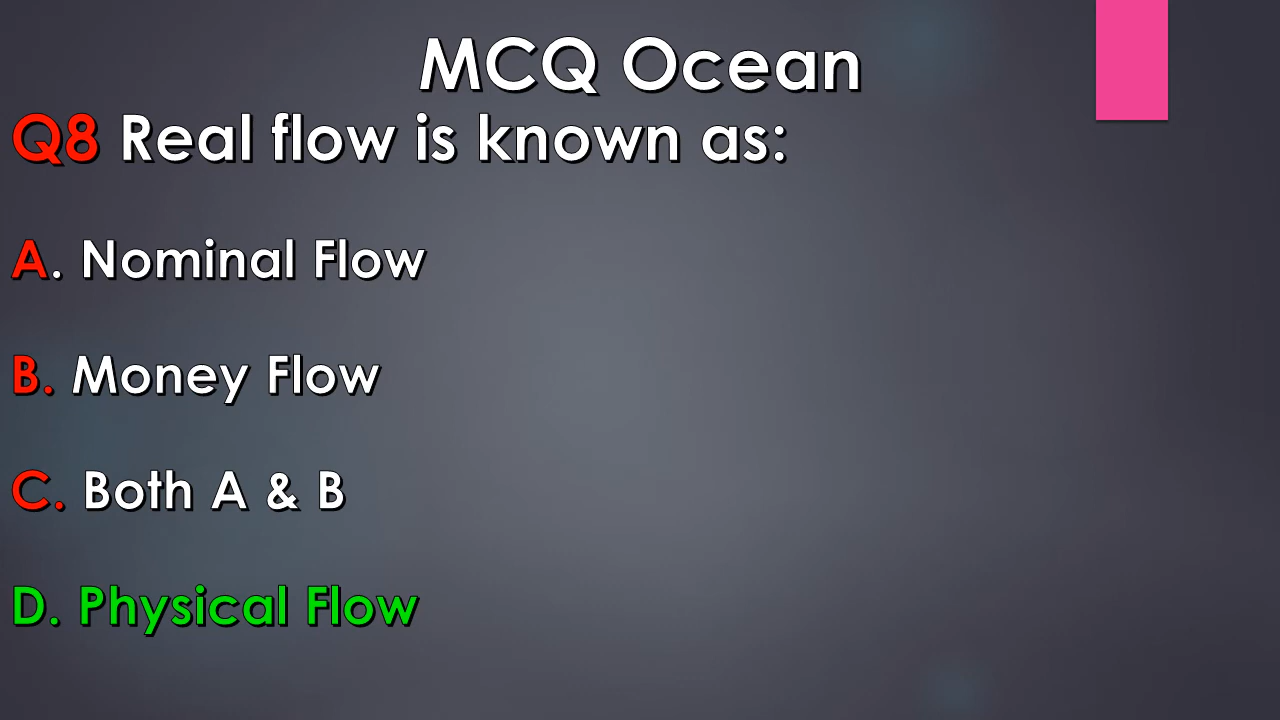 MCQ Ocean
Q8 Real flow is known as:
A. Nominal Flow
B. Money Flow
C. Both A & B
D. Physical Flow